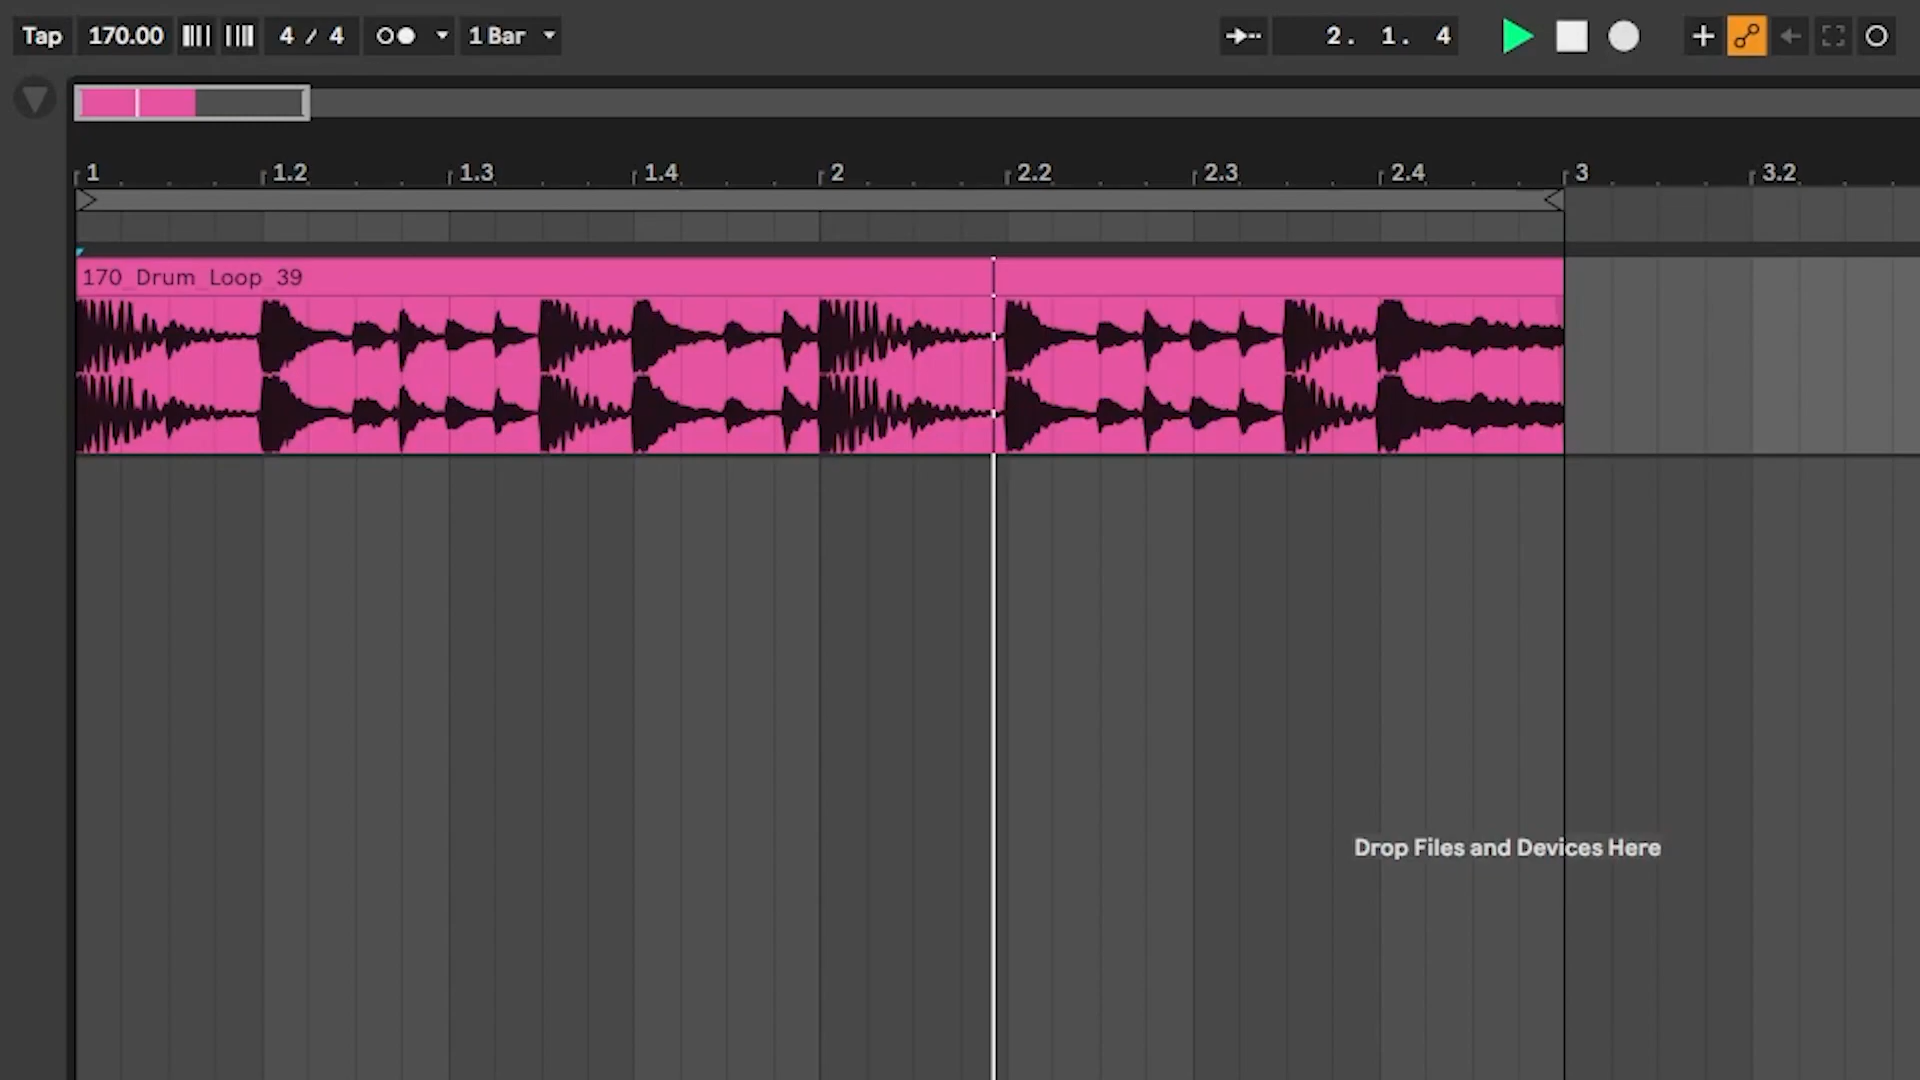 Tap 170.00 4 / 4 1 Bar 2. 1. 4
1 1.2 1.3 1.4 2 2.2 2.3 2.4 3 3.2
170_Drum_Loop_39
Drop Files and Devices Here